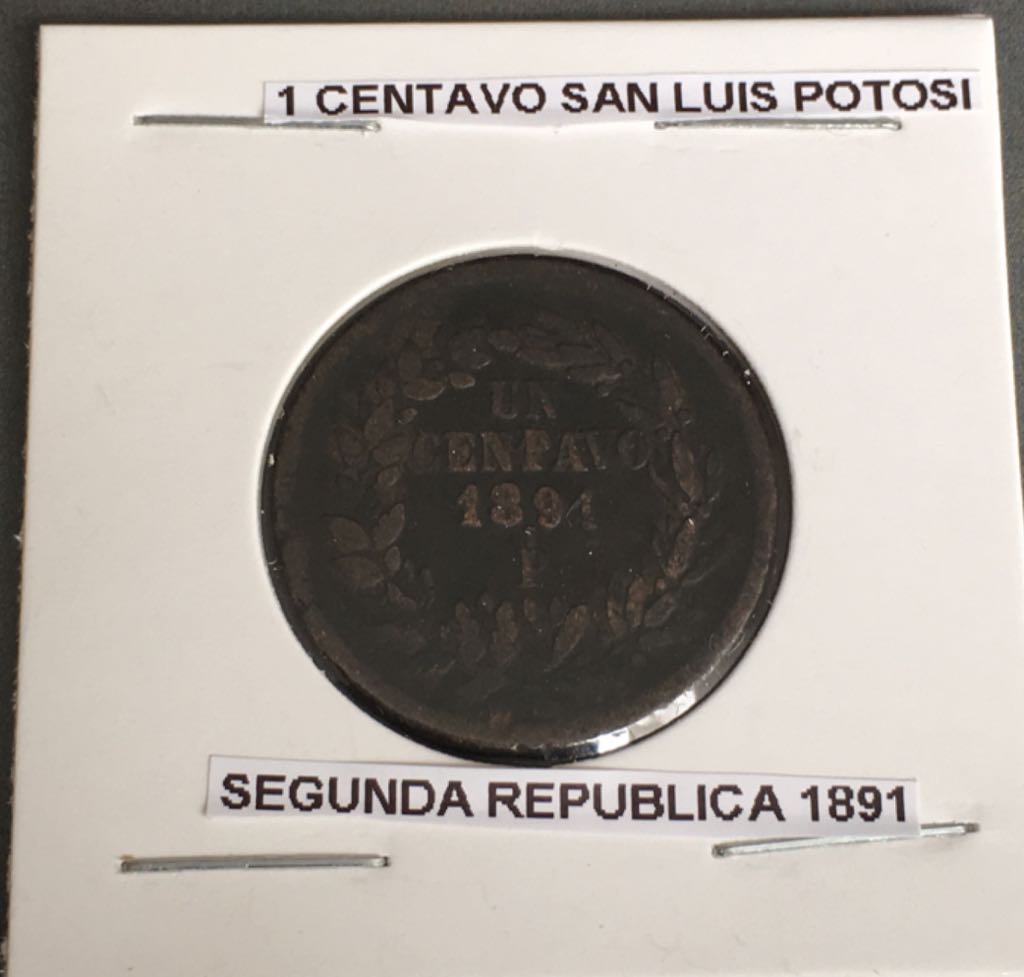 1 CENTAVO SAN LUIS POTOSI
UN
CENTAVO
1891
P
SEGUNDA REPUBLICA 1891